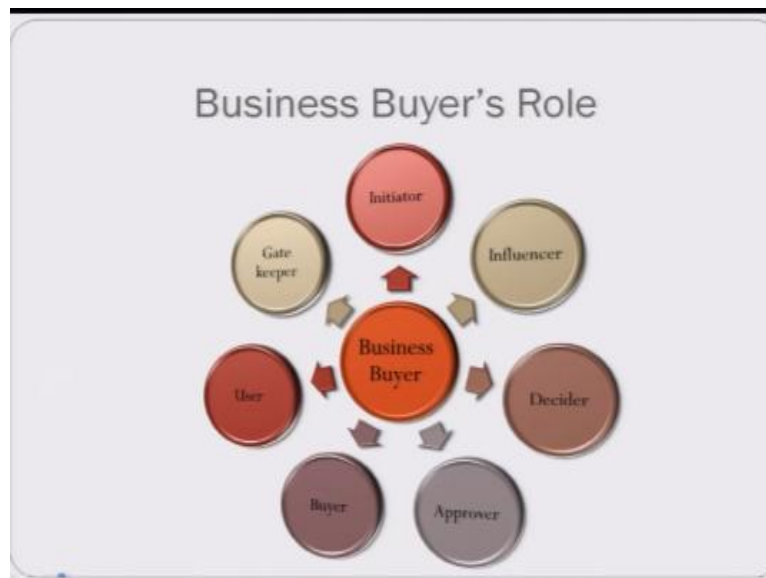 Business Buyer's Role
Initiator
Influencer
Decider
Approver
Buyer
User
Gate
keeper
Business
Buyer